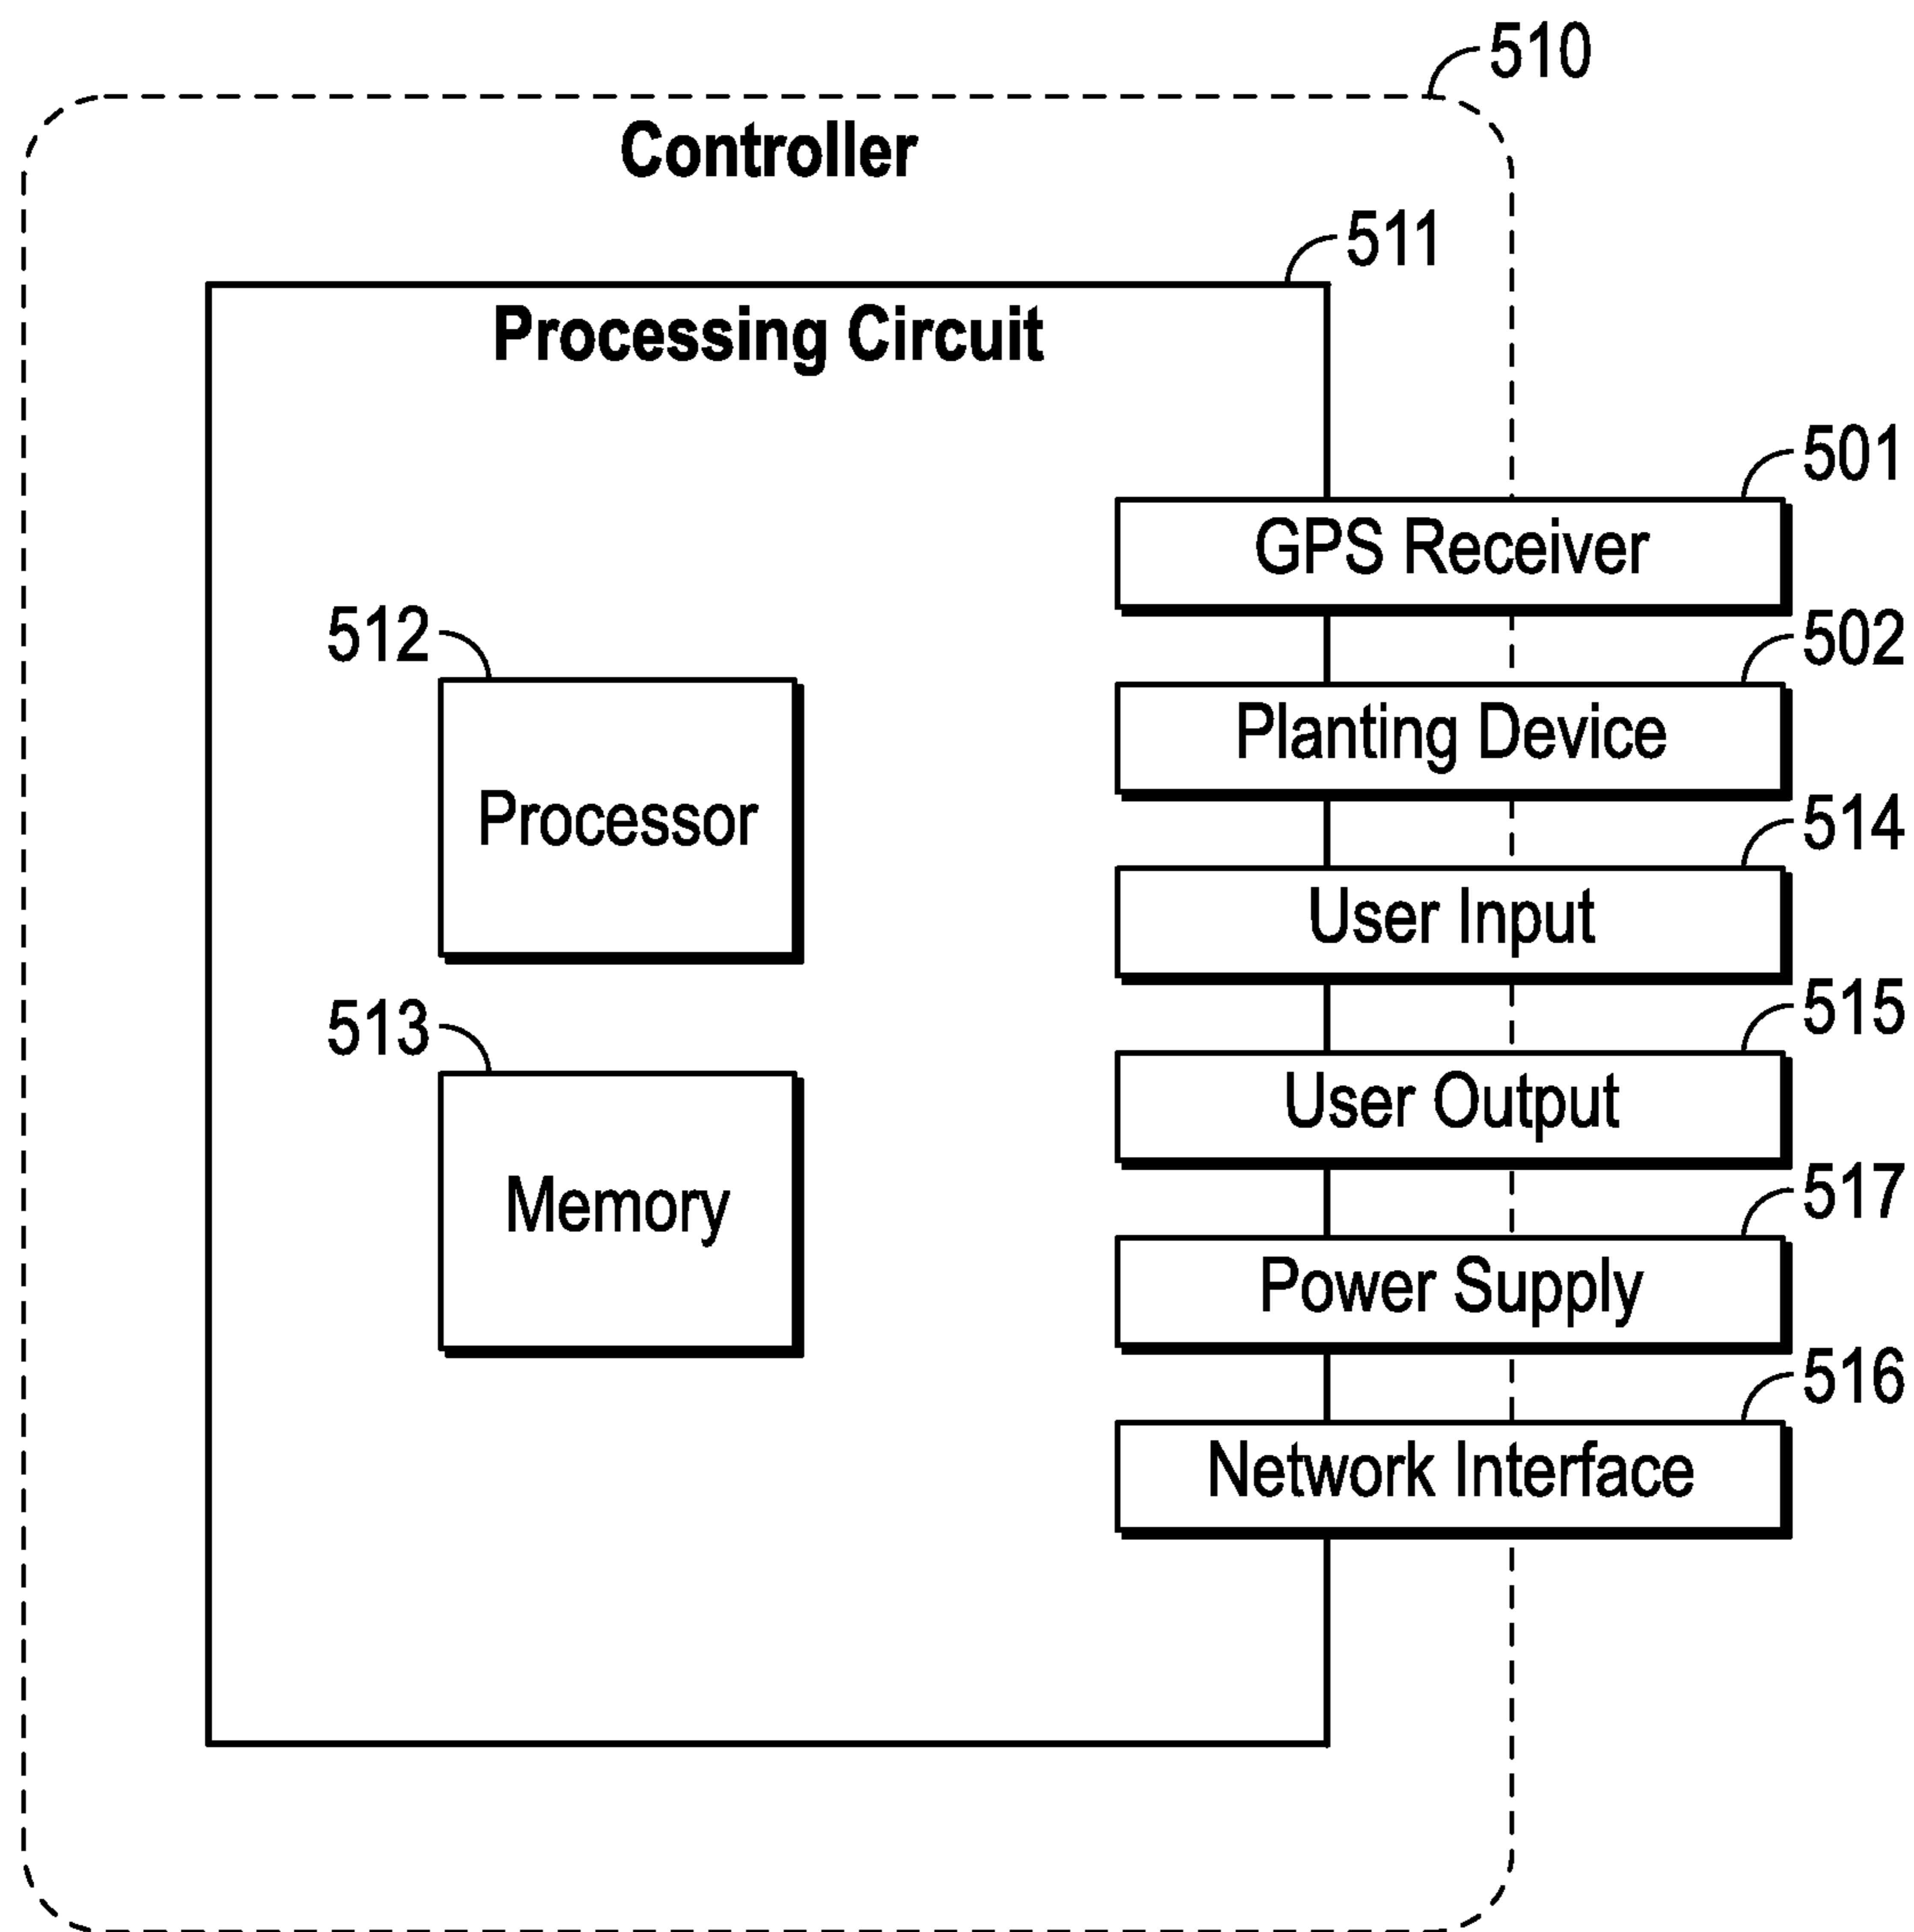 510
Controller
511
Processing Circuit
501
GPS Receiver
512
502
Processor
Planting Device
514
User Input
513
515
Memory
User Output
517
Power Supply
516
Network Interface